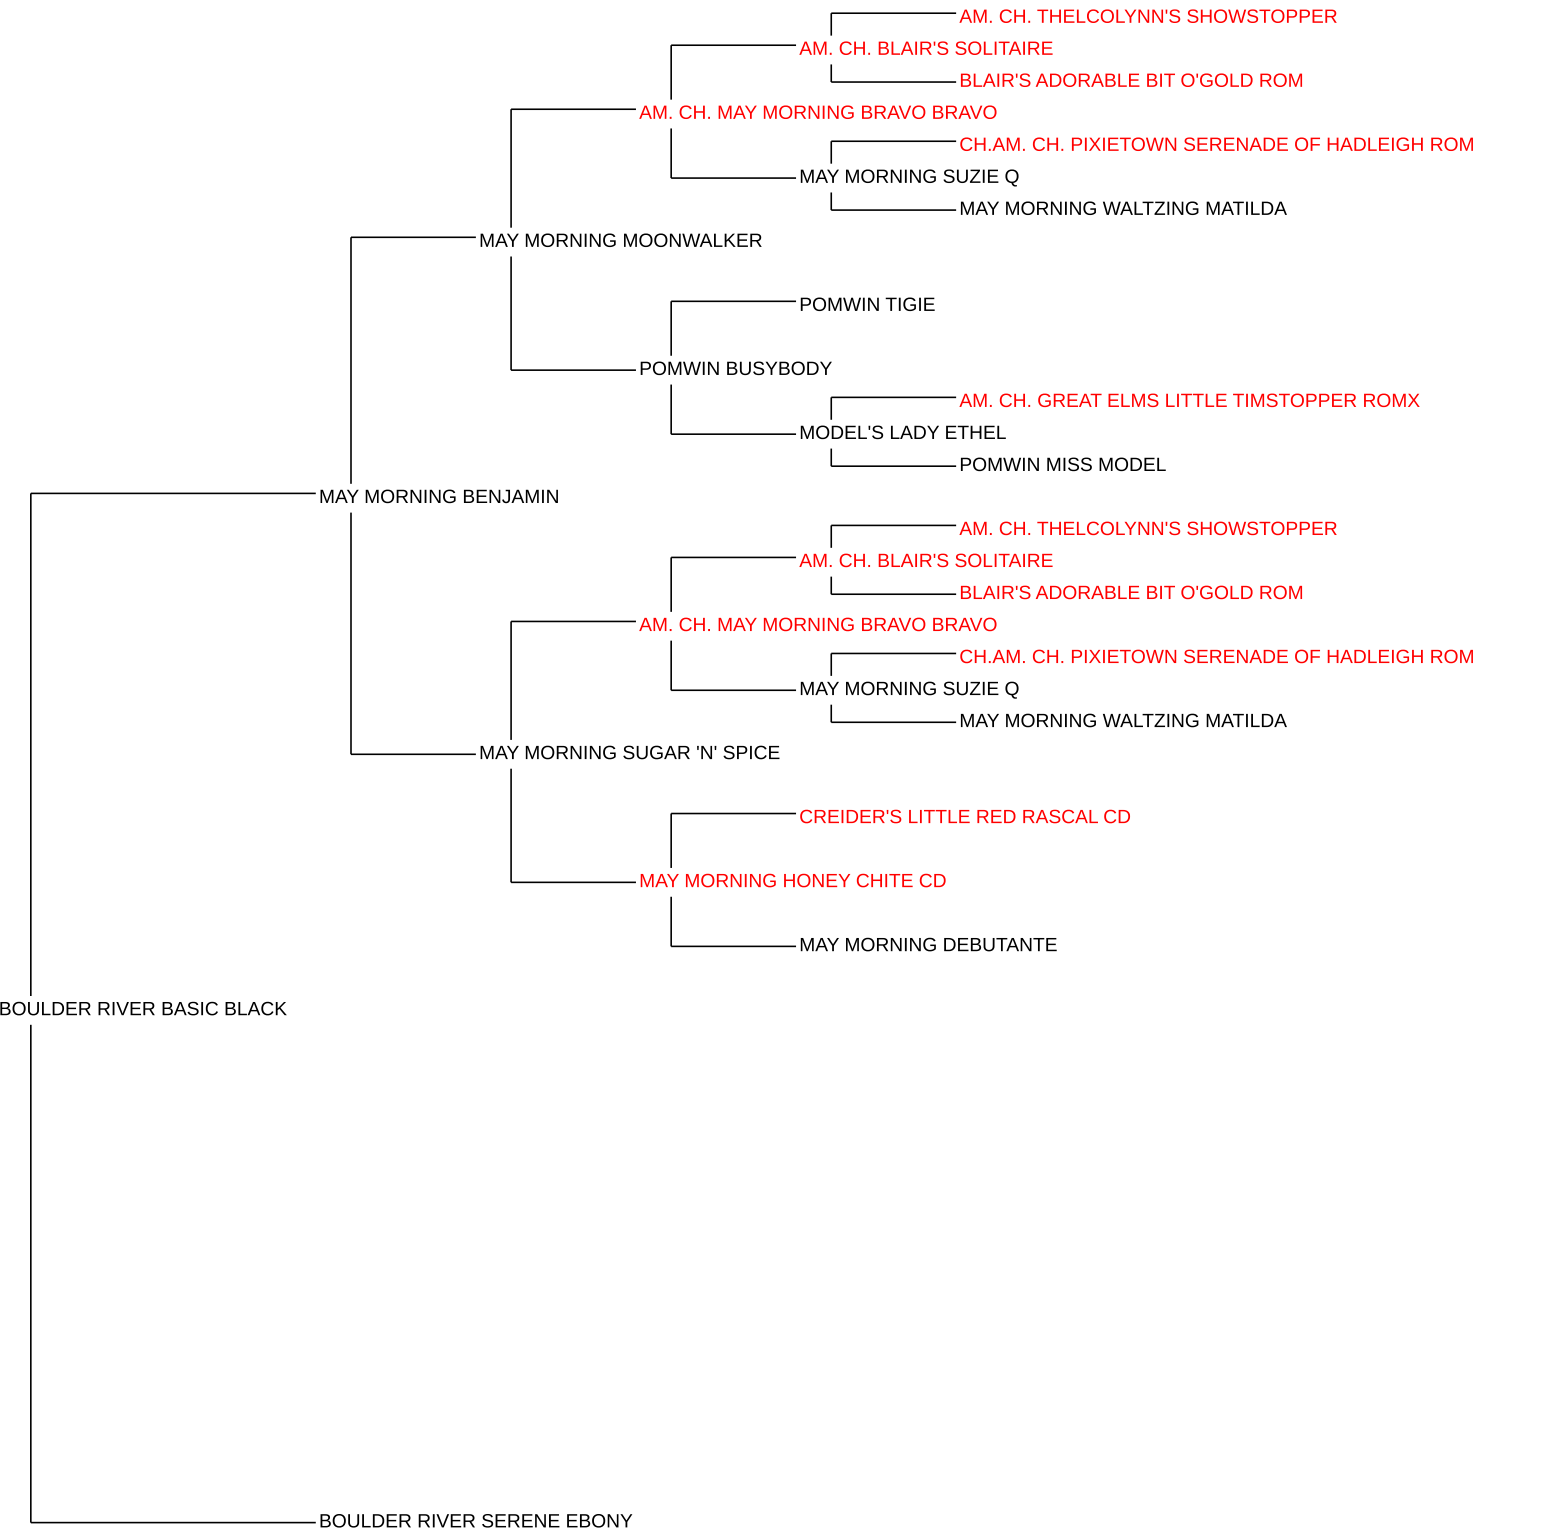 AM. CH. THELCOLYNN'S SHOWSTOPPER
AM. CH. BLAIR'S SOLITAIRE
BLAIR'S ADORABLE BIT O'GOLD ROM
AM. CH. MAY MORNING BRAVO BRAVO
CH.AM. CH. PIXIETOWN SERENADE OF HADLEIGH ROM
MAY MORNING SUZIE Q
MAY MORNING WALTZING MATILDA
MAY MORNING MOONWALKER
POMWIN TIGIE
POMWIN BUSYBODY
AM. CH. GREAT ELMS LITTLE TIMSTOPPER ROMX
MODEL'S LADY ETHEL
POMWIN MISS MODEL
MAY MORNING BENJAMIN
AM. CH. THELCOLYNN'S SHOWSTOPPER
AM. CH. BLAIR'S SOLITAIRE
BLAIR'S ADORABLE BIT O'GOLD ROM
AM. CH. MAY MORNING BRAVO BRAVO
CH.AM. CH. PIXIETOWN SERENADE OF HADLEIGH ROM
MAY MORNING SUZIE Q
MAY MORNING WALTZING MATILDA
MAY MORNING SUGAR 'N' SPICE
CREIDER'S LITTLE RED RASCAL CD
MAY MORNING HONEY CHITE CD
MAY MORNING DEBUTANTE
BOULDER RIVER BASIC BLACK
BOULDER RIVER SERENE EBONY